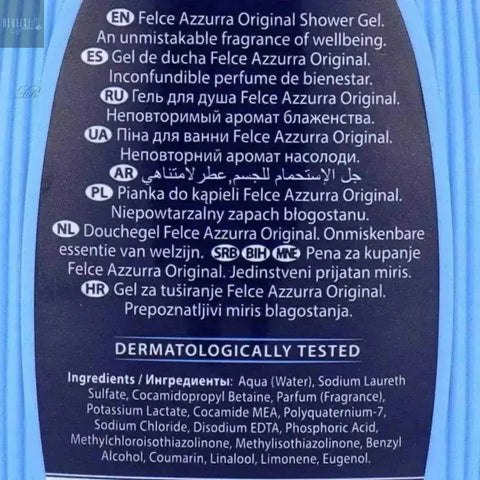 EN Felce Azzurra Original Shower Gel.
An unmistakable fragrance of wellbeing.
ES Gel de ducha Felce Azzurra Original.
Inconfundible perfume de bienestar.
RU Гель для душа Felce Azzurra Original.
Неповторимый аромат блаженства.
UA Піна для ванни Felce Azzurra Original.
Неповторний аромат насолоди.
AR جل الإستحمام للجسم,عطرلامتناهي
PL Pianka do kąpieli Felce Azzurra Original.
Niepowtarzalny zapach błogostanu.
NL Douchegel Felce Azzurra Original. Onmiskenbare
essentie van welzijn. SRB BIH MNE Pena za kupanje
Felce Azzurra Original. Jedinstveni prijatan miris.
HR Gel za tuširanje Felce Azzurra Original.
Prepoznatljivi miris blagostanja.
DERMATOLOGICALLY TESTED
Ingredients / Ингредиенты: Aqua (Water), Sodium Laureth
Sulfate, Cocamidopropyl Betaine, Parfum (Fragrance),
Potassium Lactate, Cocamide MEA, Polyquaternium-7,
Sodium Chloride, Disodium EDTA, Phosphoric Acid,
Methylchloroisothiazolinone, Methylisothiazolinone, Benzyl
Alcohol, Coumarin, Linalool, Limonene, Eugenol.